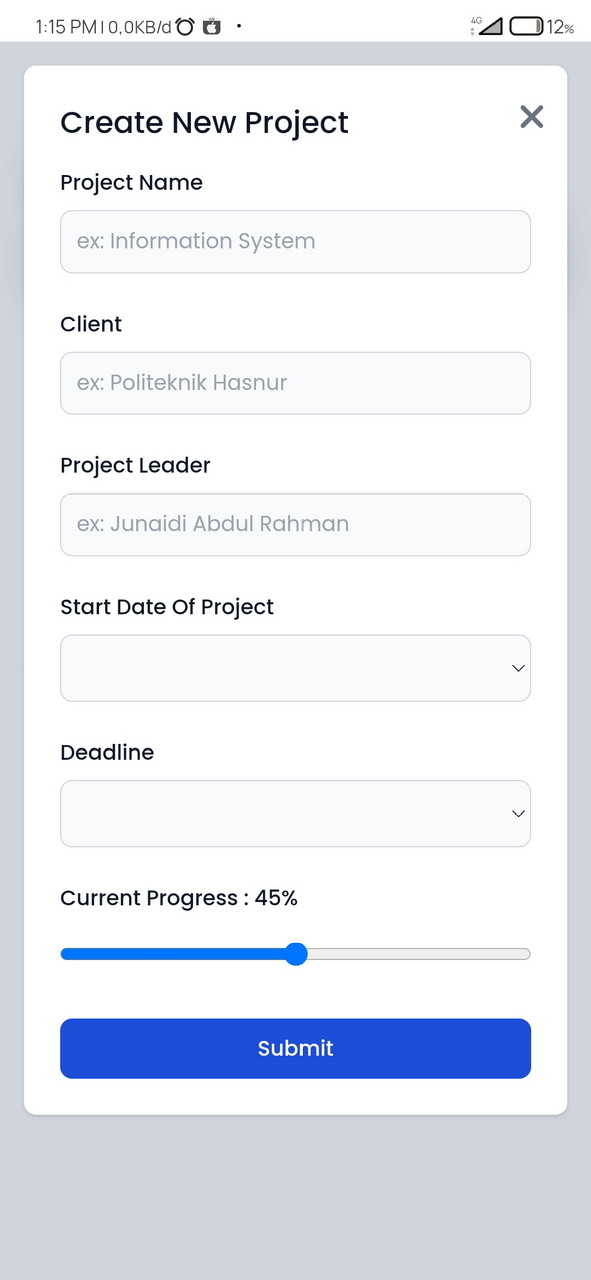 1:15 PM | 0,0KB/d
4G
12%
Create New Project
Project Name
ex: Information System
Client
ex: Politeknik Hasnur
Project Leader
ex: Junaidi Abdul Rahman
Start Date Of Project
Deadline
Current Progress : 45%
Submit